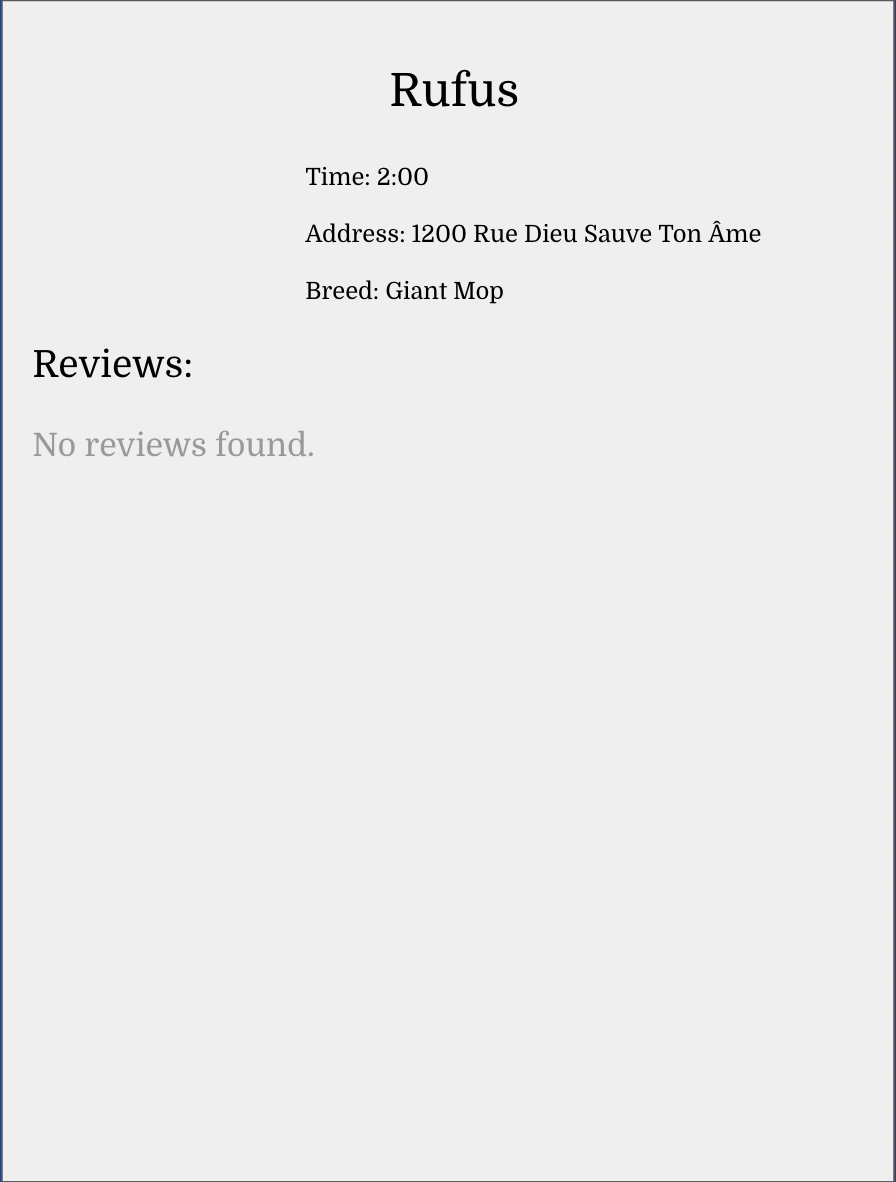 Rufus
Time: 2:00
Address: 1200 Rue Dieu Sauve Ton Âme
Breed: Giant Mop
Reviews:
No reviews found.